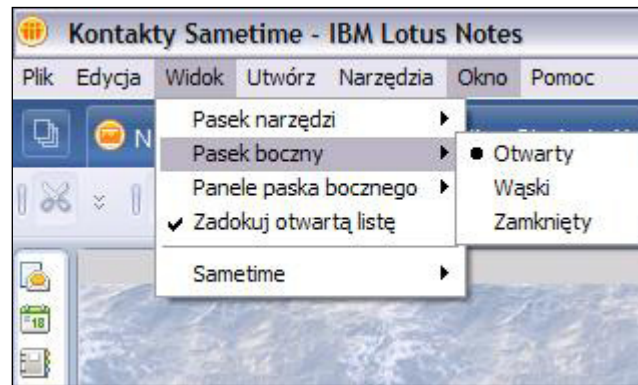 Kontakty Sametime - IBM Lotus Notes
Plik Edycja Widok Utwórz Narzędzia Okno Pomoc
N
Pasek narzędzi
Pasek boczny
Panele paska bocznego
Zadokuj otwartą listę
Sametime
Otwarty
Wąski
Zamknięty
18